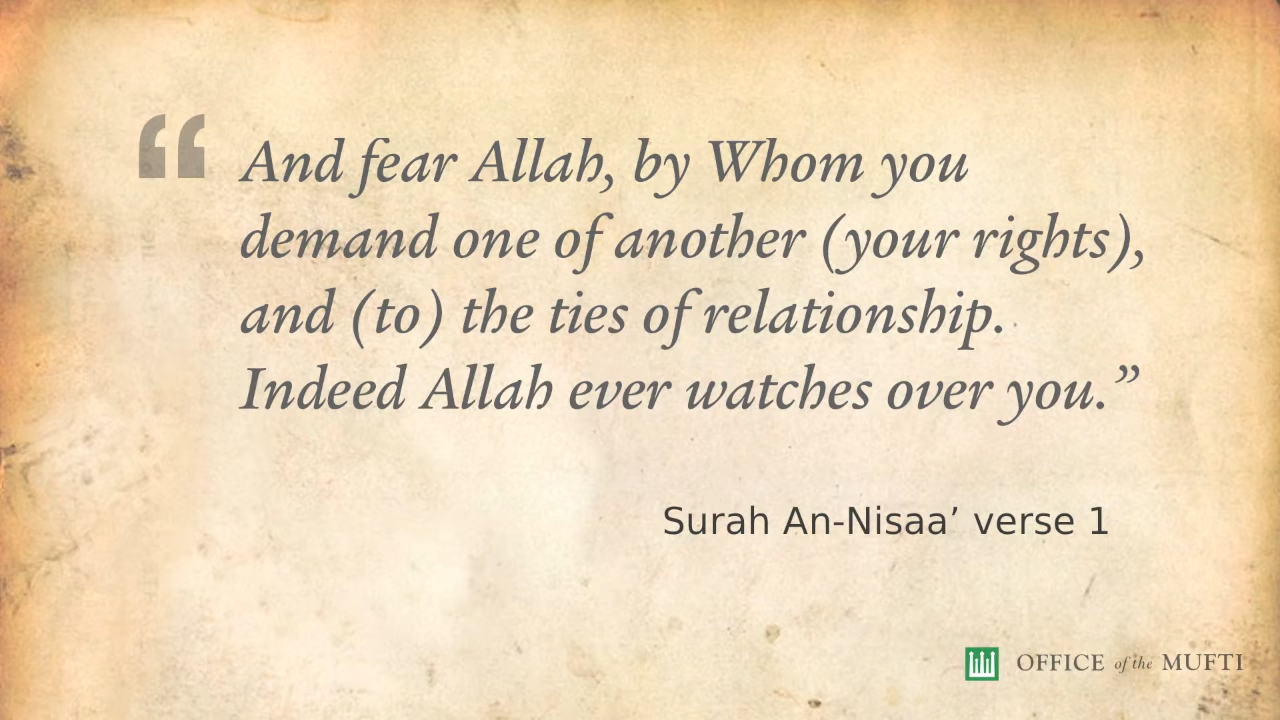 “ And fear Allah, by Whom you
demand one of another (your rights),
and (to) the ties of relationship.
Indeed Allah ever watches over you.”
Surah An-Nisaa’ verse 1
OFFICE of the MUFTI